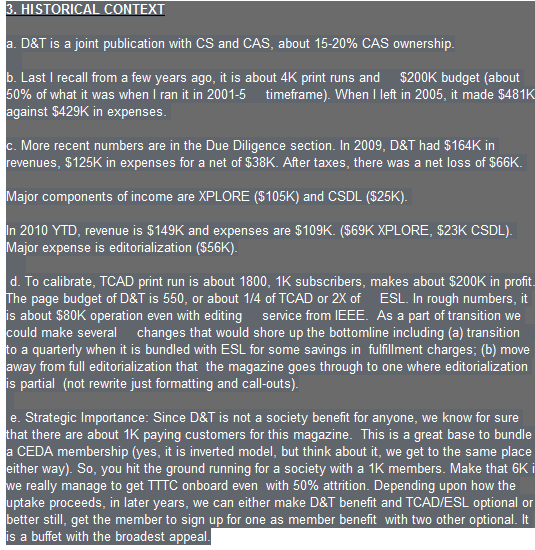 3. HISTORICAL CONTEXT
a. D&T is a joint publication with CS and CAS, about 15-20% CAS ownership.
b. Last I recall from a few years ago, it is about 4K print runs and $200K budget (about
50% of what it was when I ran it in 2001-5 timeframe). When I left in 2005, it made $481K
against $429K in expenses.
c. More recent numbers are in the Due Diligence section. In 2009, D&T had $164K in
revenues, $125K in expenses for a net of $38K. After taxes, there was a net loss of $66K.
Major components of income are XPLORE ($105K) and CSDL ($25K).
In 2010 YTD, revenue is $149K and expenses are $109K. ($69K XPLORE, $23K CSDL).
Major expense is editorialization ($56K).
d. To calibrate, TCAD print run is about 1800, 1K subscribers, makes about $200K in profit.
The page budget of D&T is 550, or about 1/4 of TCAD or 2X of ESL. In rough numbers, it
is about $80K operation even with editing service from IEEE. As a part of transition we
could make several changes that would shore up the bottomline including (a) transition
to a quarterly when it is bundled with ESL for some savings in fulfillment charges; (b) move
away from full editorialization that the magazine goes through to one where editorialization
is partial (not rewrite just formatting and call-outs).
e. Strategic Importance: Since D&T is not a society benefit for anyone, we know for sure
that there are about 1K paying customers for this magazine. This is a great base to bundle
a CEDA membership (yes, it is inverted model, but think about it, we get to the same place
either way). So, you hit the ground running for a society with a 1K members. Make that 6K i
we really manage to get TTTC onboard even with 50% attrition. Depending upon how the
uptake proceeds, in later years, we can either make D&T benefit and TCAD/ESL optional or
better still, get the member to sign up for one as member benefit with two other optional. It
is a buffet with the broadest appeal.